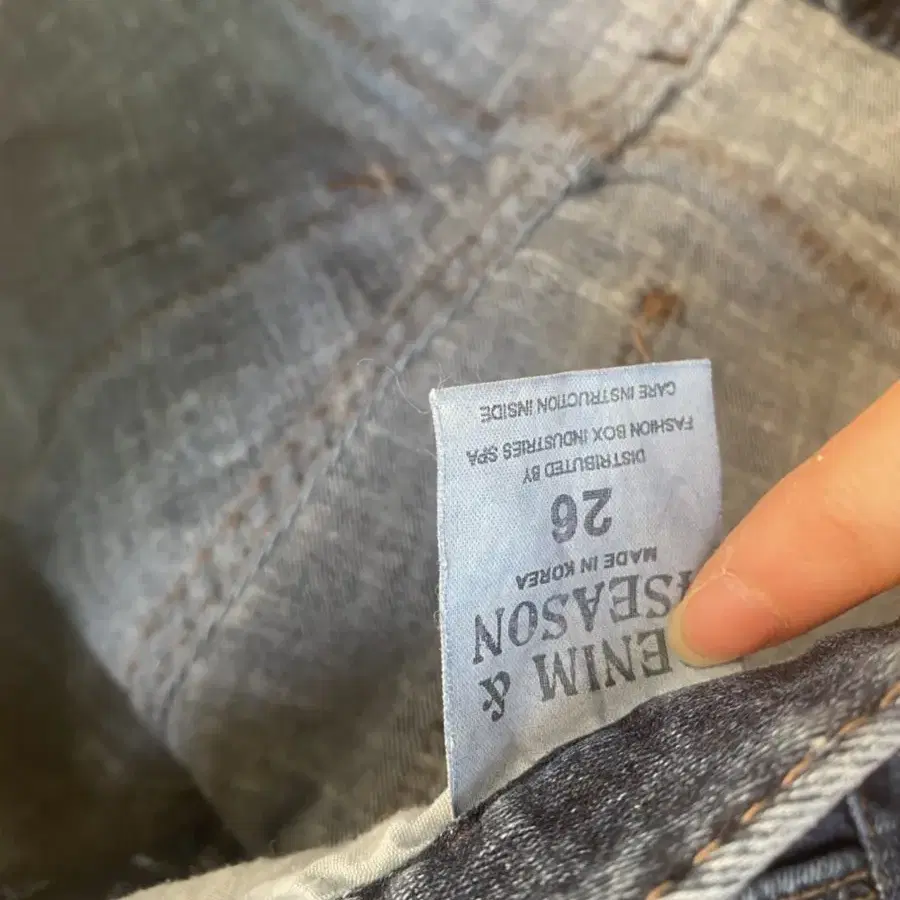 ENIM &
SEASON
MADE IN KOREA
26
DISTRIBUTED BY
FASHION BOX INDUSTRIES SPA
CARE INSTRUCTION INSIDE